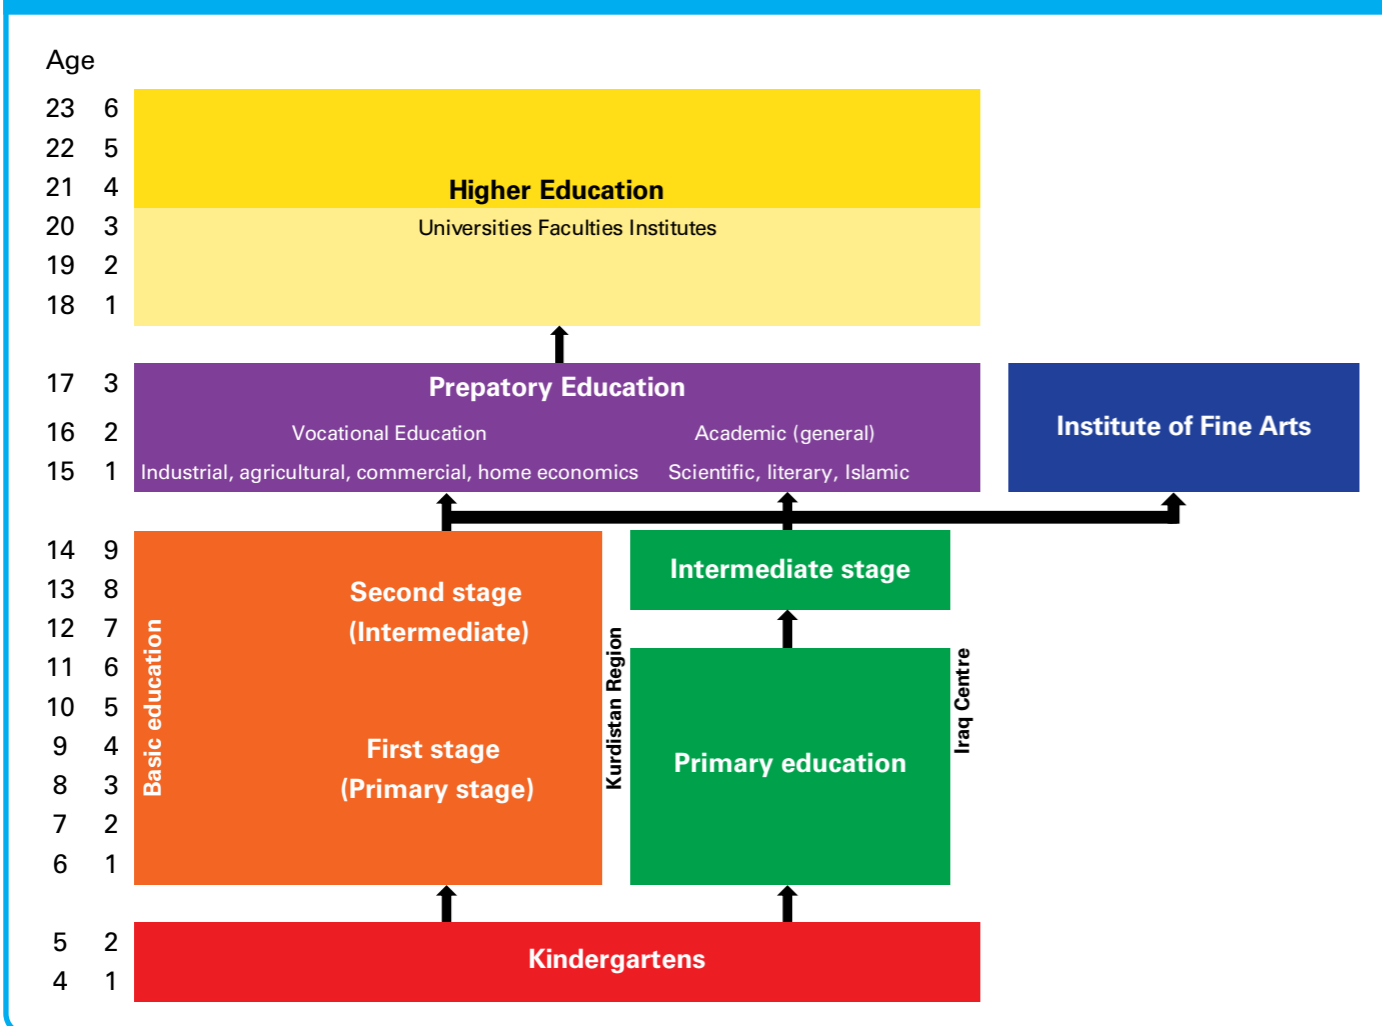 Age
23 6
22 5
21 4
Higher Education
20 3
Universities Faculties Institutes
19 2
18 1
17 3
Prepatory Education
16 2
Vocational Education
Academic (general)
15 1
Industrial, agricultural, commercial, home economics
Scientific, literary, Islamic
Institute of Fine Arts
14 9
13 8
12 7
11 6
10 5
9 4
8 3
7 2
6 1
Basic education
Second stage
(Intermediate)
First stage
(Primary stage)
Kurdistan Region
Intermediate stage
Primary education
Iraq Centre
5 2
4 1
Kindergartens